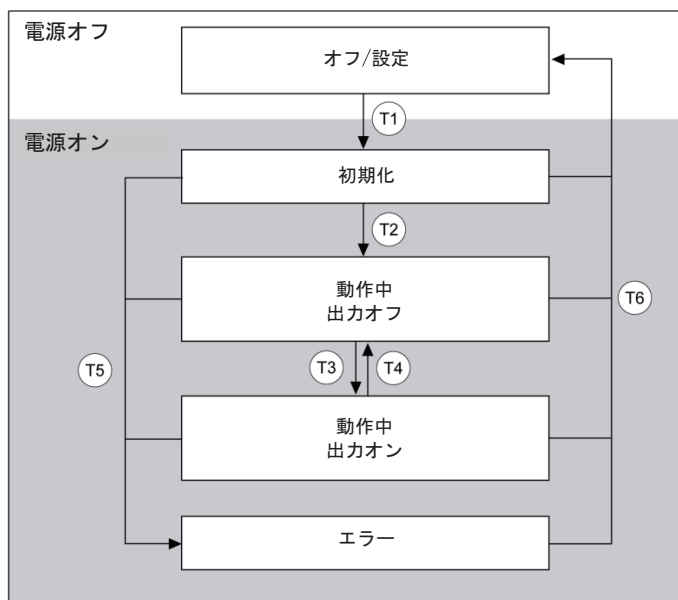 電源オフ
オフ/設定
T1
電源オン
初期化
T2
動作中
出力オフ
T6
T3
T4
T5
動作中
出力オン
エラー